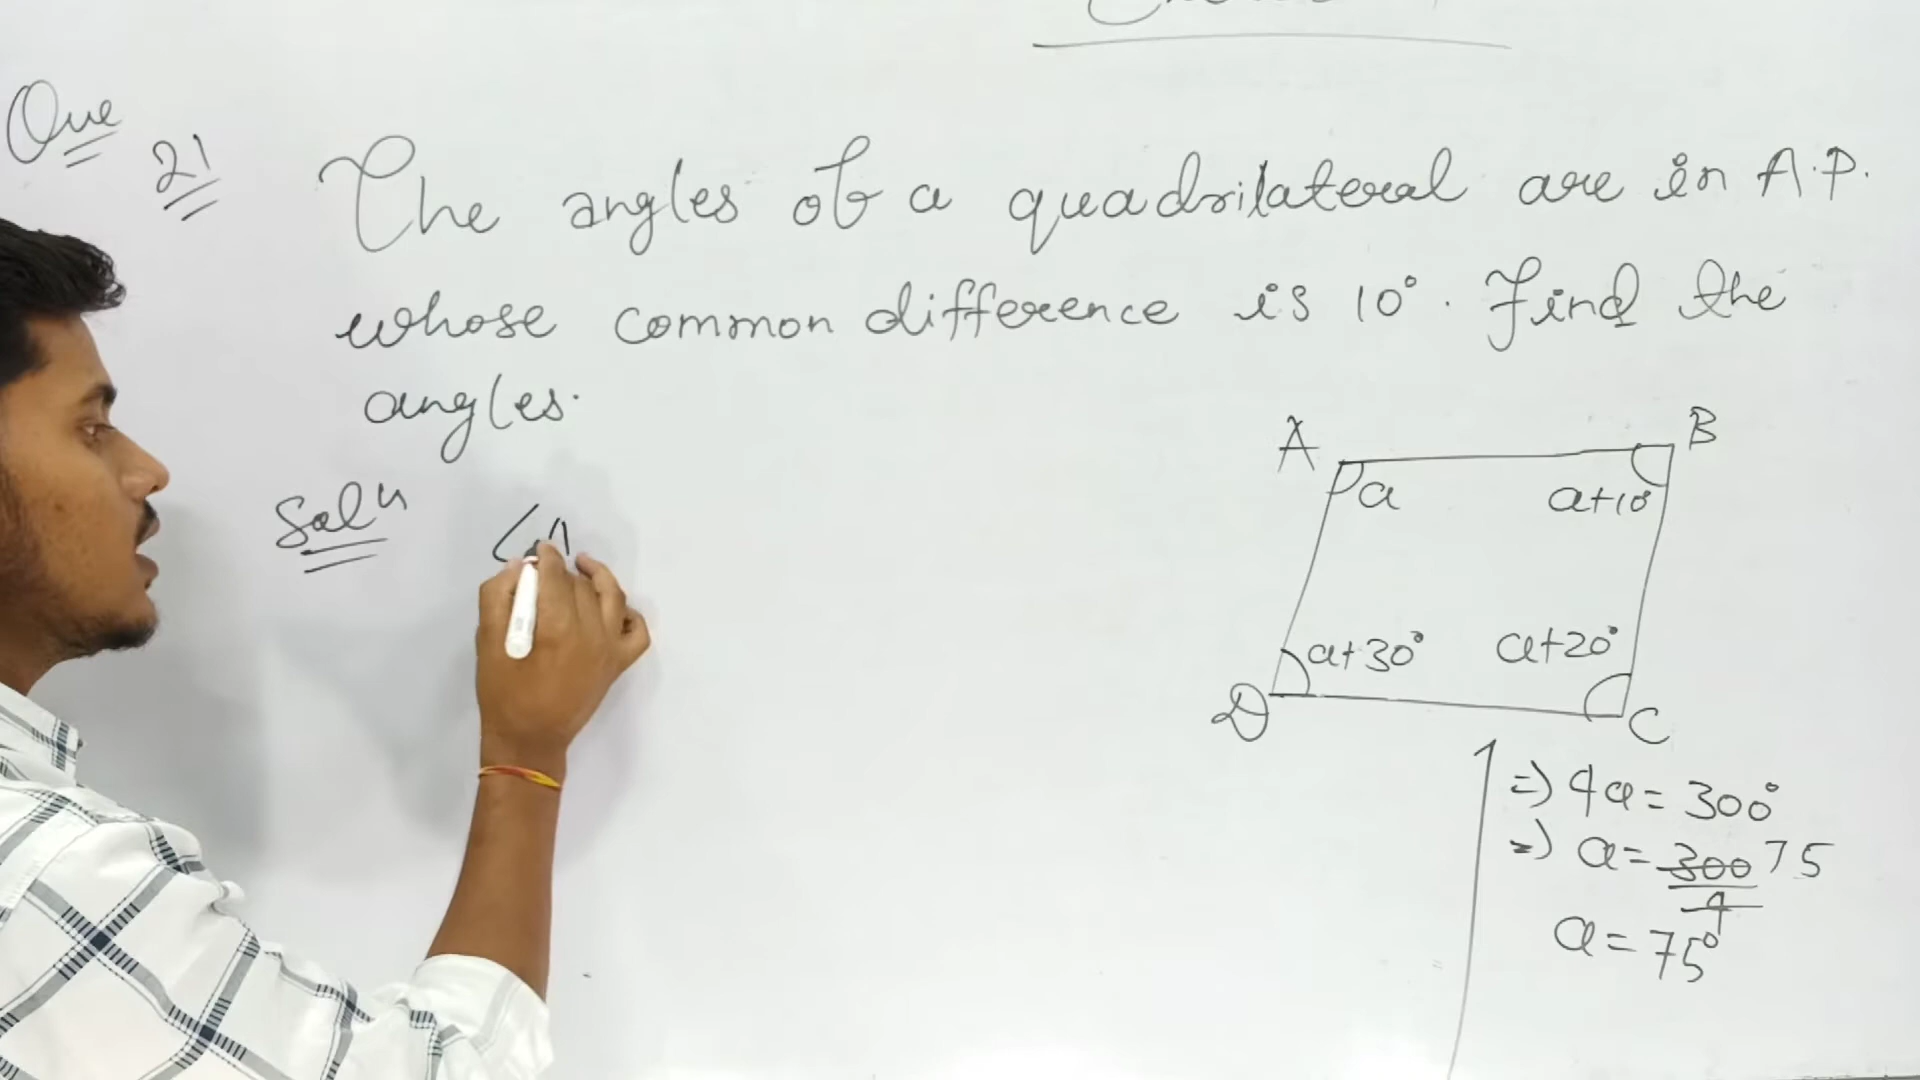 Que
21
The angles of a quadrilateral are in A.P.
whose common difference is 10°. Find the
angles.
Soln
∠A
A
B
a
a+10°
a+30°
a+20°
D
C
=) 4a = 300°
=) a = 300/4 75
a = 75°